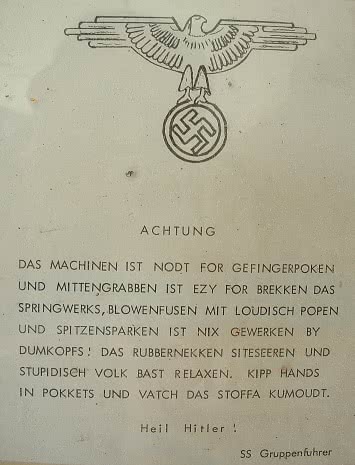 ACHTUNG
DAS MACHINEN IST NODT FOR GEFINGERPOKEN
UND MITTENGRABBEN IST EZY FOR BREKKEN DAS
SPRINGWERKS, BLOWENFUSEN MIT LOUDISCH POPEN
UND SPITZENSPARKEN IST NIX GEWERKEN BY
DUMKOPFS! DAS RUBBERNEKKEN SITESEEREN UND
STUPIDISCH VOLK BAST RELAXEN. KIPP HANDS
IN POKKETS UND VATCH DAS STOFFA KUMOUDT.
Heil Hitler!
SS Gruppenfuhrer